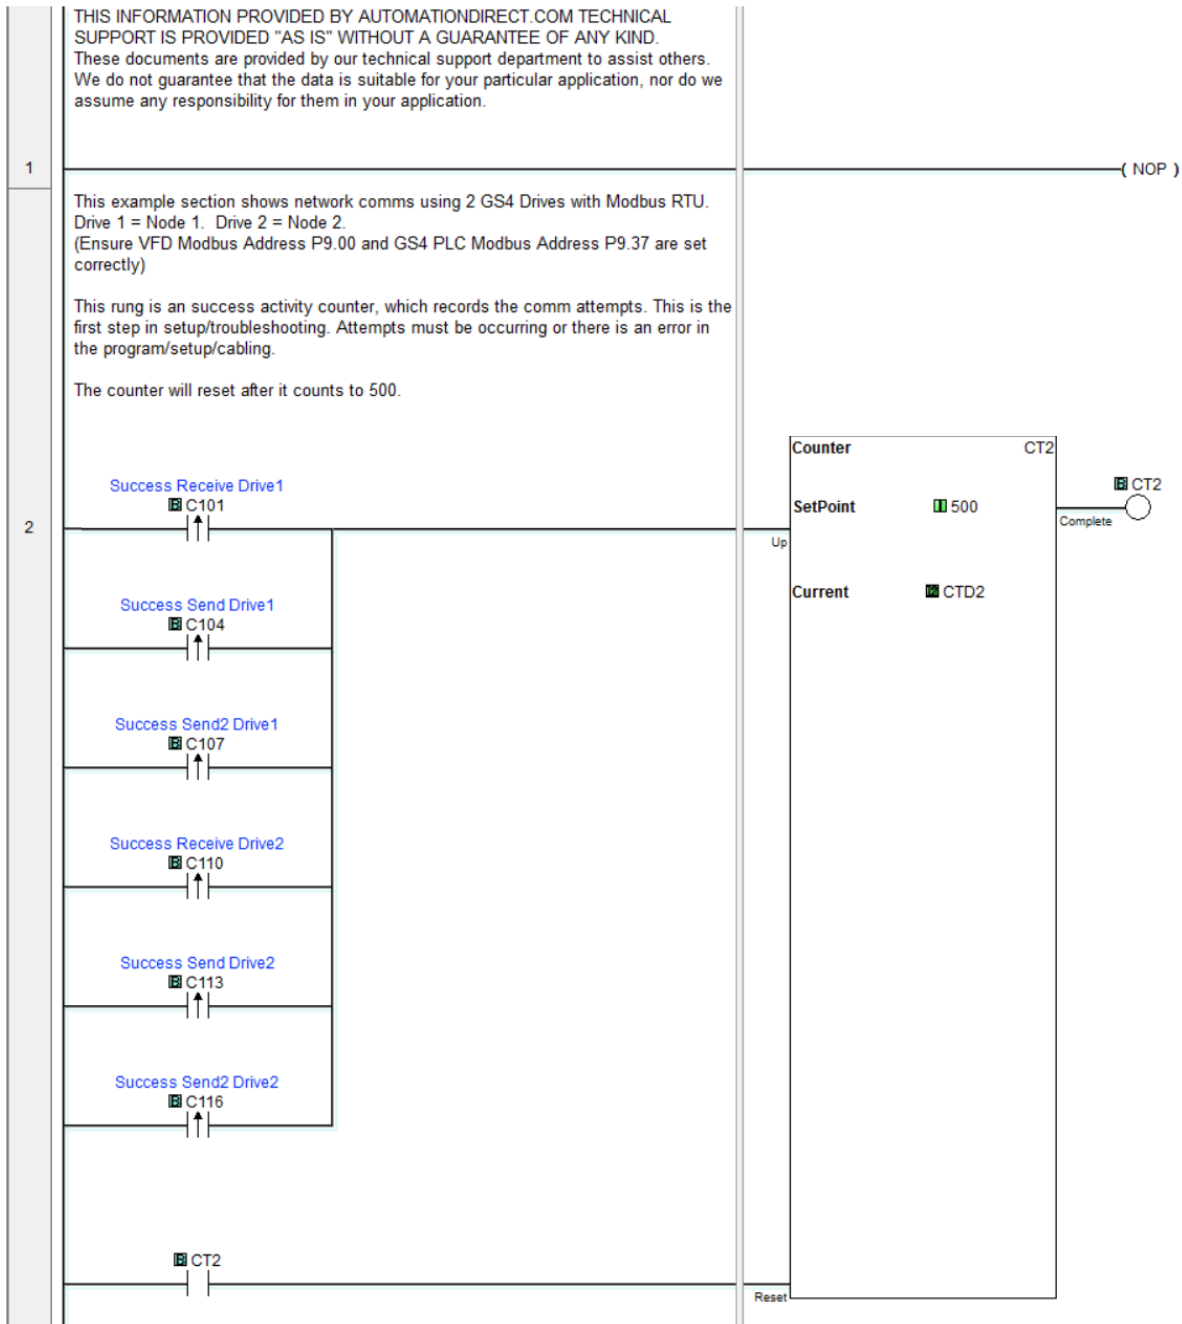 THIS INFORMATION PROVIDED BY AUTOMATIONDIRECT.COM TECHNICAL
SUPPORT IS PROVIDED "AS IS" WITHOUT A GUARANTEE OF ANY KIND.
These documents are provided by our technical support department to assist others.
We do not guarantee that the data is suitable for your particular application, nor do we
assume any responsibility for them in your application.
1
( NOP )
This example section shows network comms using 2 GS4 Drives with Modbus RTU.
Drive 1 = Node 1.  Drive 2 = Node 2.
(Ensure VFD Modbus Address P9.00 and GS4 PLC Modbus Address P9.37 are set
correctly)
This rung is an success activity counter, which records the comm attempts. This is the
first step in setup/troubleshooting. Attempts must be occurring or there is an error in
the program/setup/cabling.
The counter will reset after it counts to 500.
Counter CT2
Success Receive Drive1
B C101
SetPoint 500
B CT2
Complete
2
Up
Success Send Drive1
B C104
Current CTD2
Success Send2 Drive1
B C107
Success Receive Drive2
B C110
Success Send Drive2
B C113
Success Send2 Drive2
B C116
B CT2
Reset